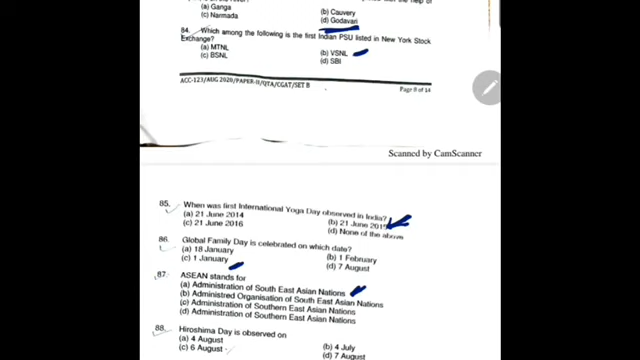 (a) Ganga
(b) Cauvery
(c) Narmada
(d) Godavari
84. Which among the following is the first Indian PSU listed in New York Stock
Exchange?
(a) MTNL
(b) VSNL
(c) BSNL
(d) SBI
ACC-123/AUG 2020/PAPER-II/QTA/CGAT/SET B
Page 8 of 14
Scanned by CamScanner
85. When was first International Yoga Day observed in India?
(a) 21 June 2014
(b) 21 June 2015
(c) 21 June 2016
(d) None of the above
86. Global Family Day is celebrated on which date?
(a) 18 January
(b) 1 February
(c) 1 January
(d) 7 August
87. ASEAN stands for
(a) Administration of South East Asian Nations
(b) Administred Organisation of South East Asian Nations
(c) Administration of Southern East Asian Nations
(d) Administration of Southern East Asian Nations
88. Hiroshima Day is observed on
(a) 4 August
(b) 4 July
(c) 6 August
(d) 7 August